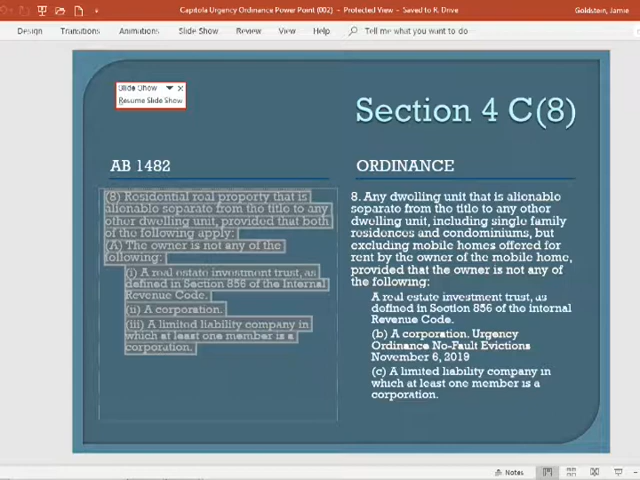 Capitola Urgency Ordinance Power Point (002) – Protected View – Saved to R. Drive
Goldstein, Jamie
Design Transitions Animations Slide Show Review View Help Tell me what you want to do
Slide Show
Resume Slide Show
Section 4 C(8)
AB 1482
(8) Residential real property that is
alienable separate from the title to any
other dwelling unit, provided that both
of the following apply:
(A) The owner is not any of the
following:
(i) A real estate investment trust, as
defined in Section 856 of the Internal
Revenue Code.
(ii) A corporation.
(iii) A limited liability company in
which at least one member is a
corporation.
ORDINANCE
8. Any dwelling unit that is alienable
separate from the title to any other
dwelling unit, including single family
residences and condominiums, but
excluding mobile homes offered for
rent by the owner of the mobile home,
provided that the owner is not any of
the following:
A real estate investment trust, as
defined in Section 856 of the internal
Revenue Code.
(b) A corporation. Urgency
Ordinance No-Fault Evictions
November 6, 2019
(c) A limited liability company in
which at least one member is a
corporation.
Notes